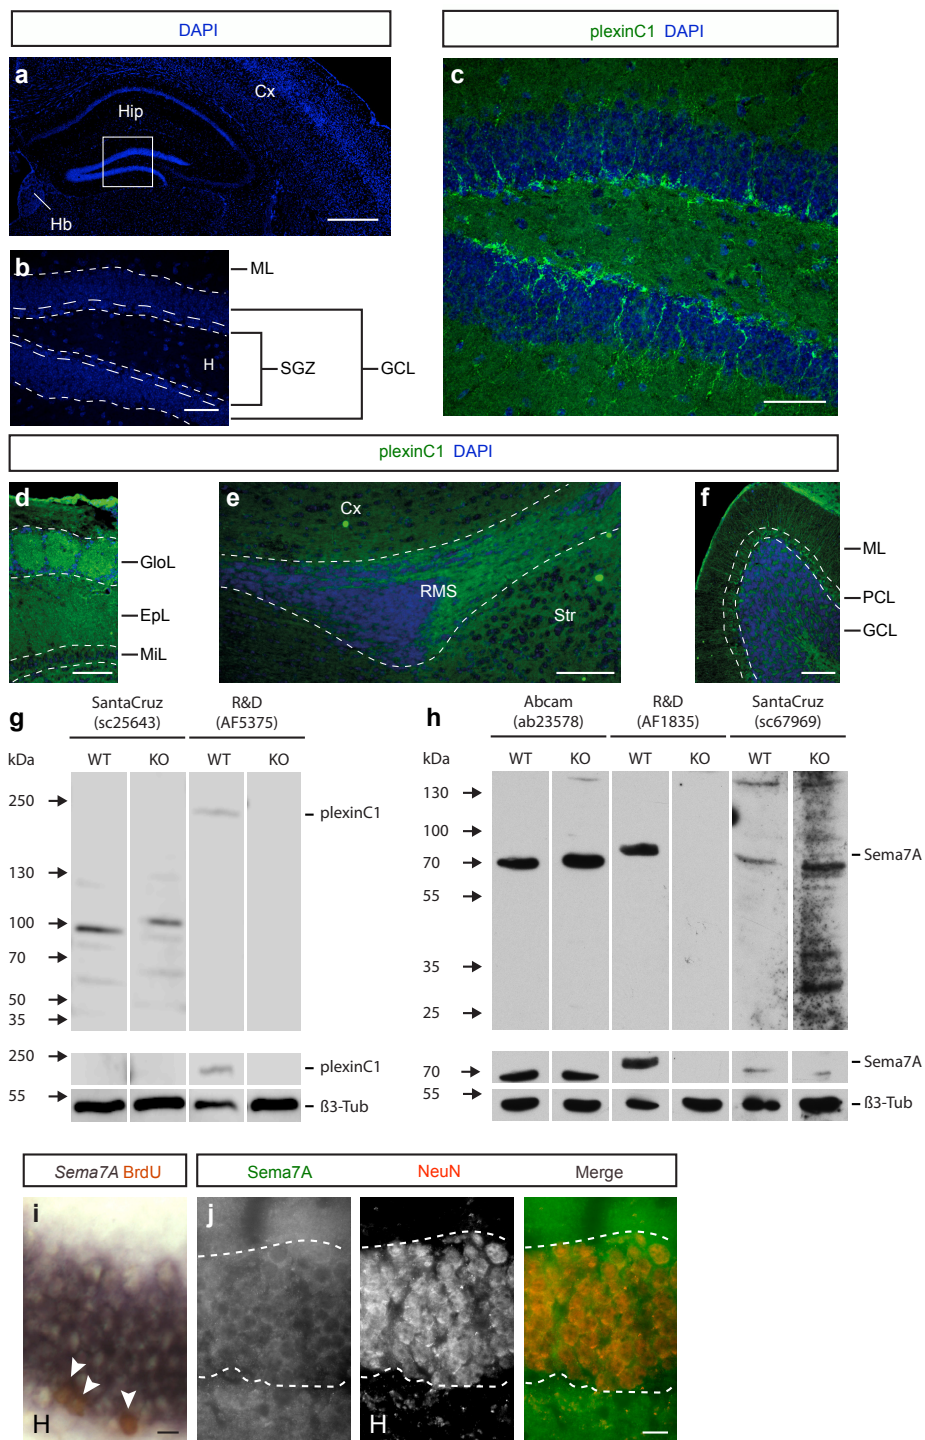 DAPI
plexinC1 DAPI
a
Hip
Cx
Hb
c
b
ML
H
SGZ
GCL
plexinC1 DAPI
d
GloL
EpL
MiL
e
Cx
RMS
Str
f
ML
PCL
GCL
g
SantaCruz
(sc25643)
R&D
(AF5375)
kDa
WT
KO
WT
KO
250
plexinC1
130
100
70
50
35
250
plexinC1
55
ß3-Tub
h
Abcam
(ab23578)
R&D
(AF1835)
SantaCruz
(sc67969)
kDa
WT
KO
WT
KO
WT
KO
130
100
Sema7A
70
55
35
25
Sema7A
70
55
ß3-Tub
Sema7A BrdU
i
H
Sema7A
NeuN
Merge
j
H